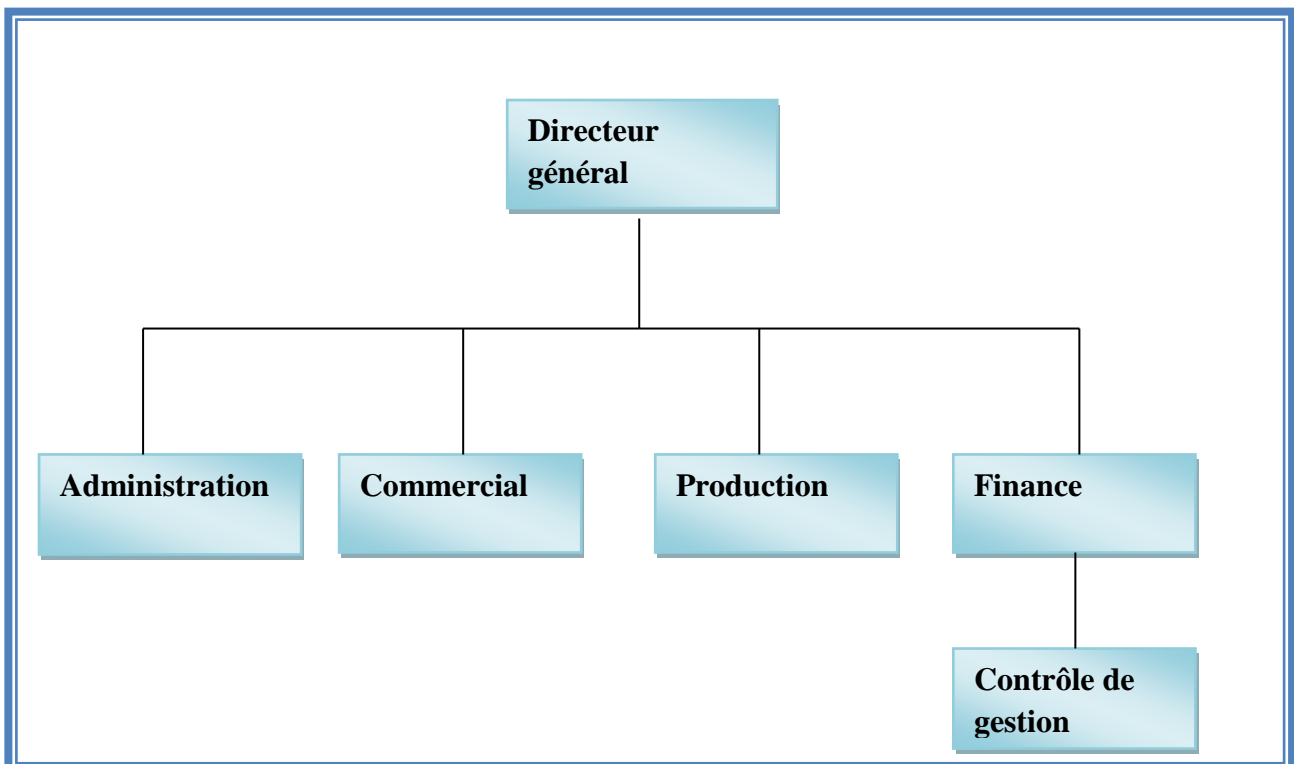 Directeur
général
Administration
Commercial
Production
Finance
Contrôle de
gestion